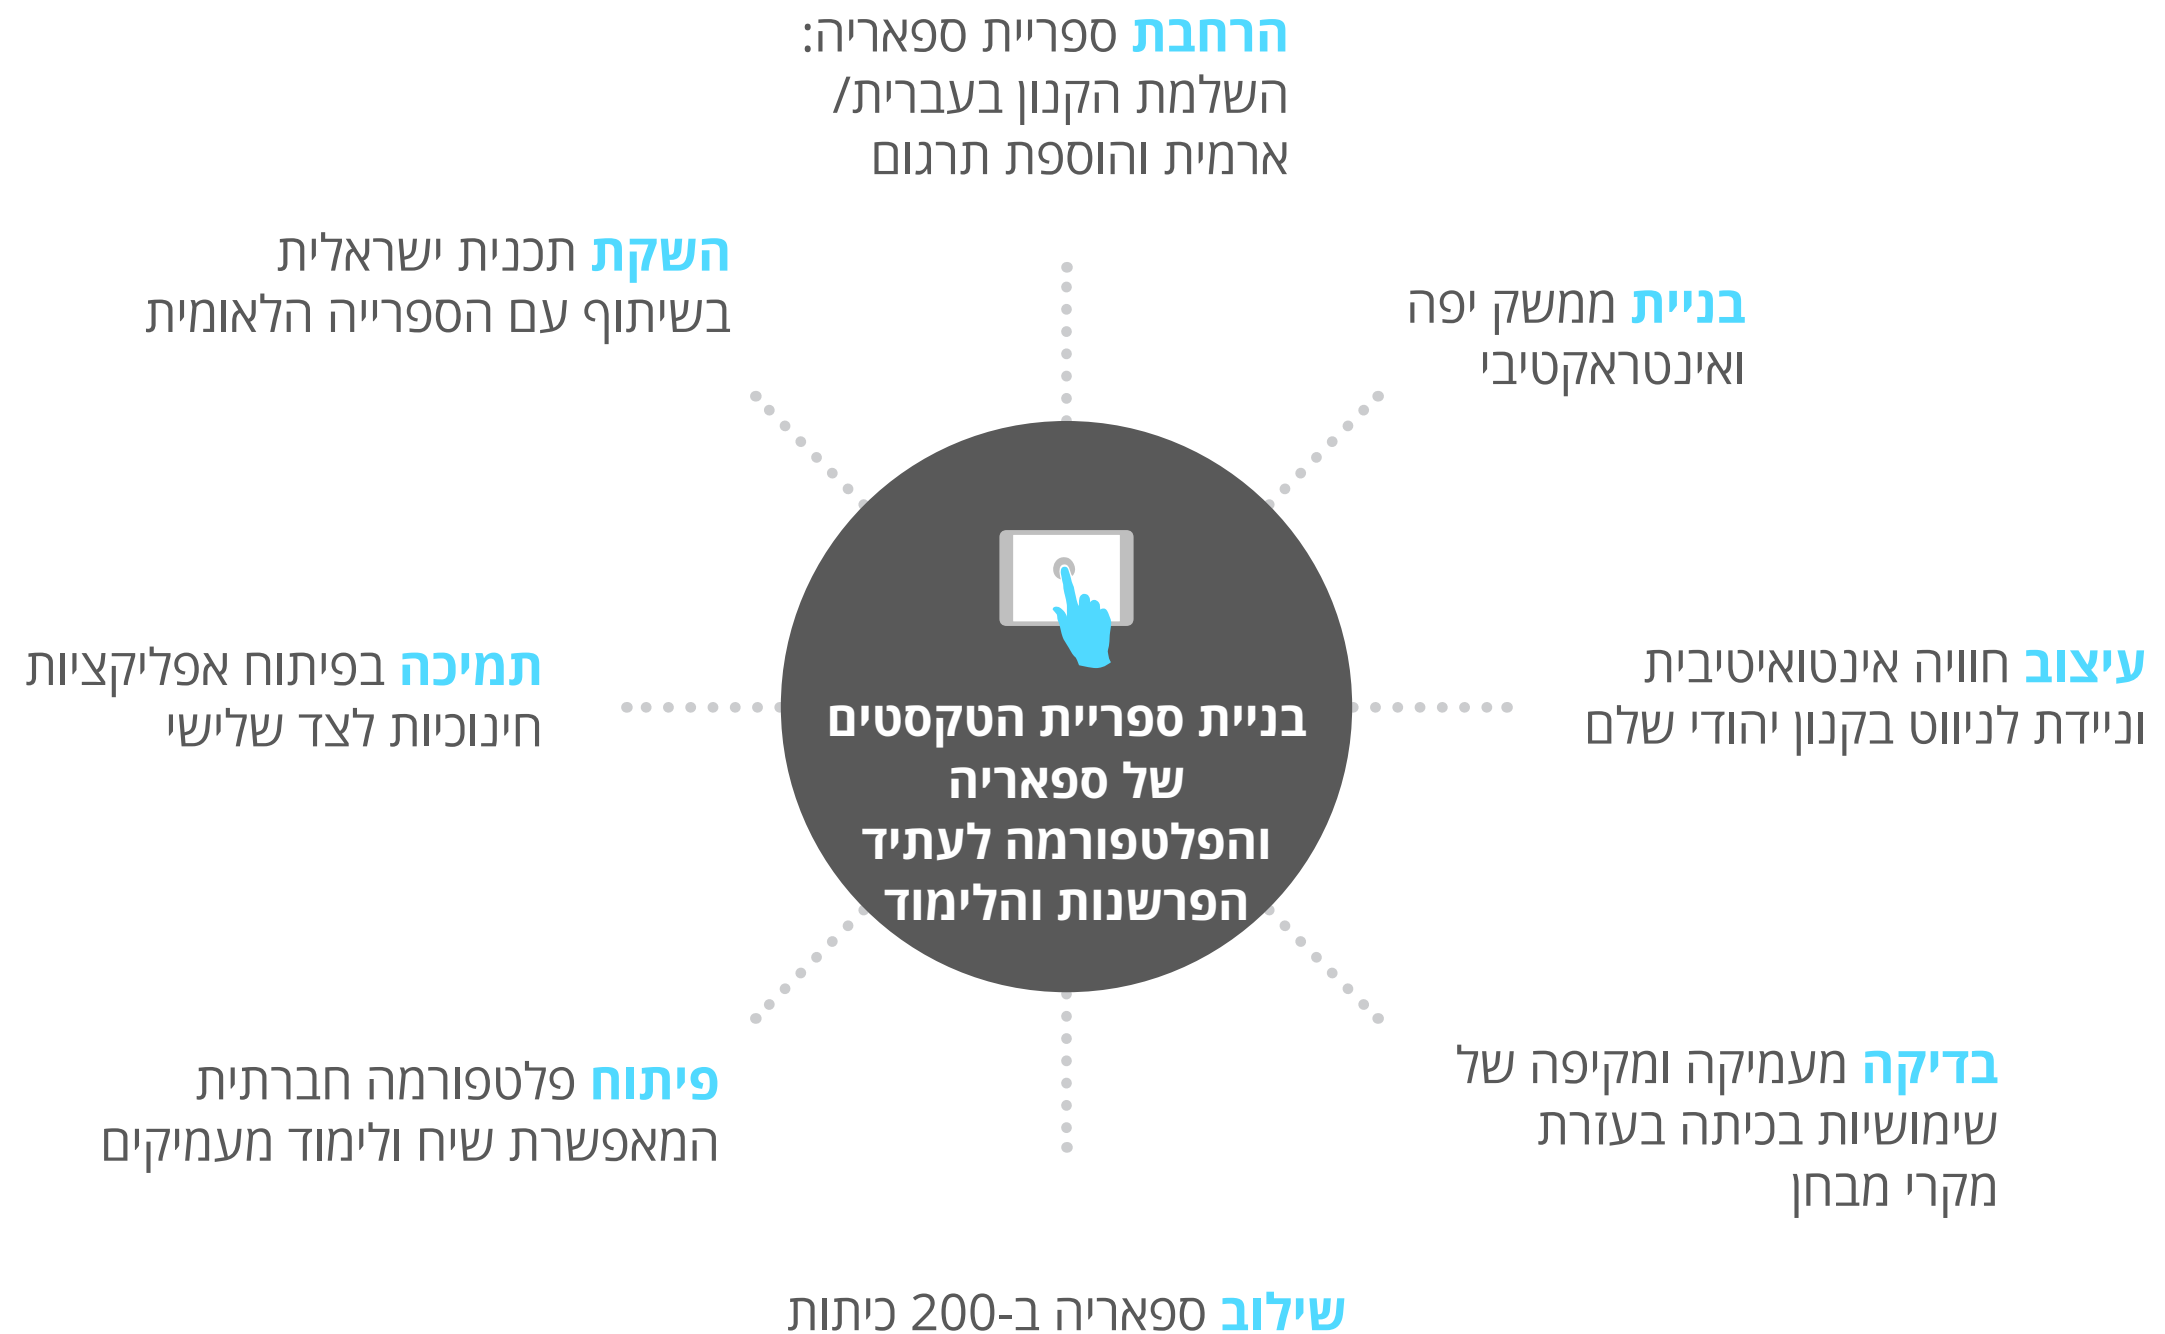 הרחבת ספריית ספאריה:
השלמת הקנון בעברית/
ארמית והוספת תרגום
בניית ממשק יפה
ואינטראקטיבי
עיצוב חוויה אינטואיטיבית
וניידת לניווט בקנון יהודי שלם
בדיקה מעמיקה ומקיפה של
שימושיות בכיתה בעזרת
מקרי מבחן
שילוב ספאריה ב-200 כיתות
פיתוח פלטפורמה חברתית
המאפשרת שיח ולימוד מעמיקים
תמיכה בפיתוח אפליקציות
חינוכיות לצד שלישי
השקת תכנית ישראלית
בשיתוף עם הספרייה הלאומית
בניית ספריית הטקסטים
של ספאריה
והפלטפורמה לעתיד
הפרשנות והלימוד